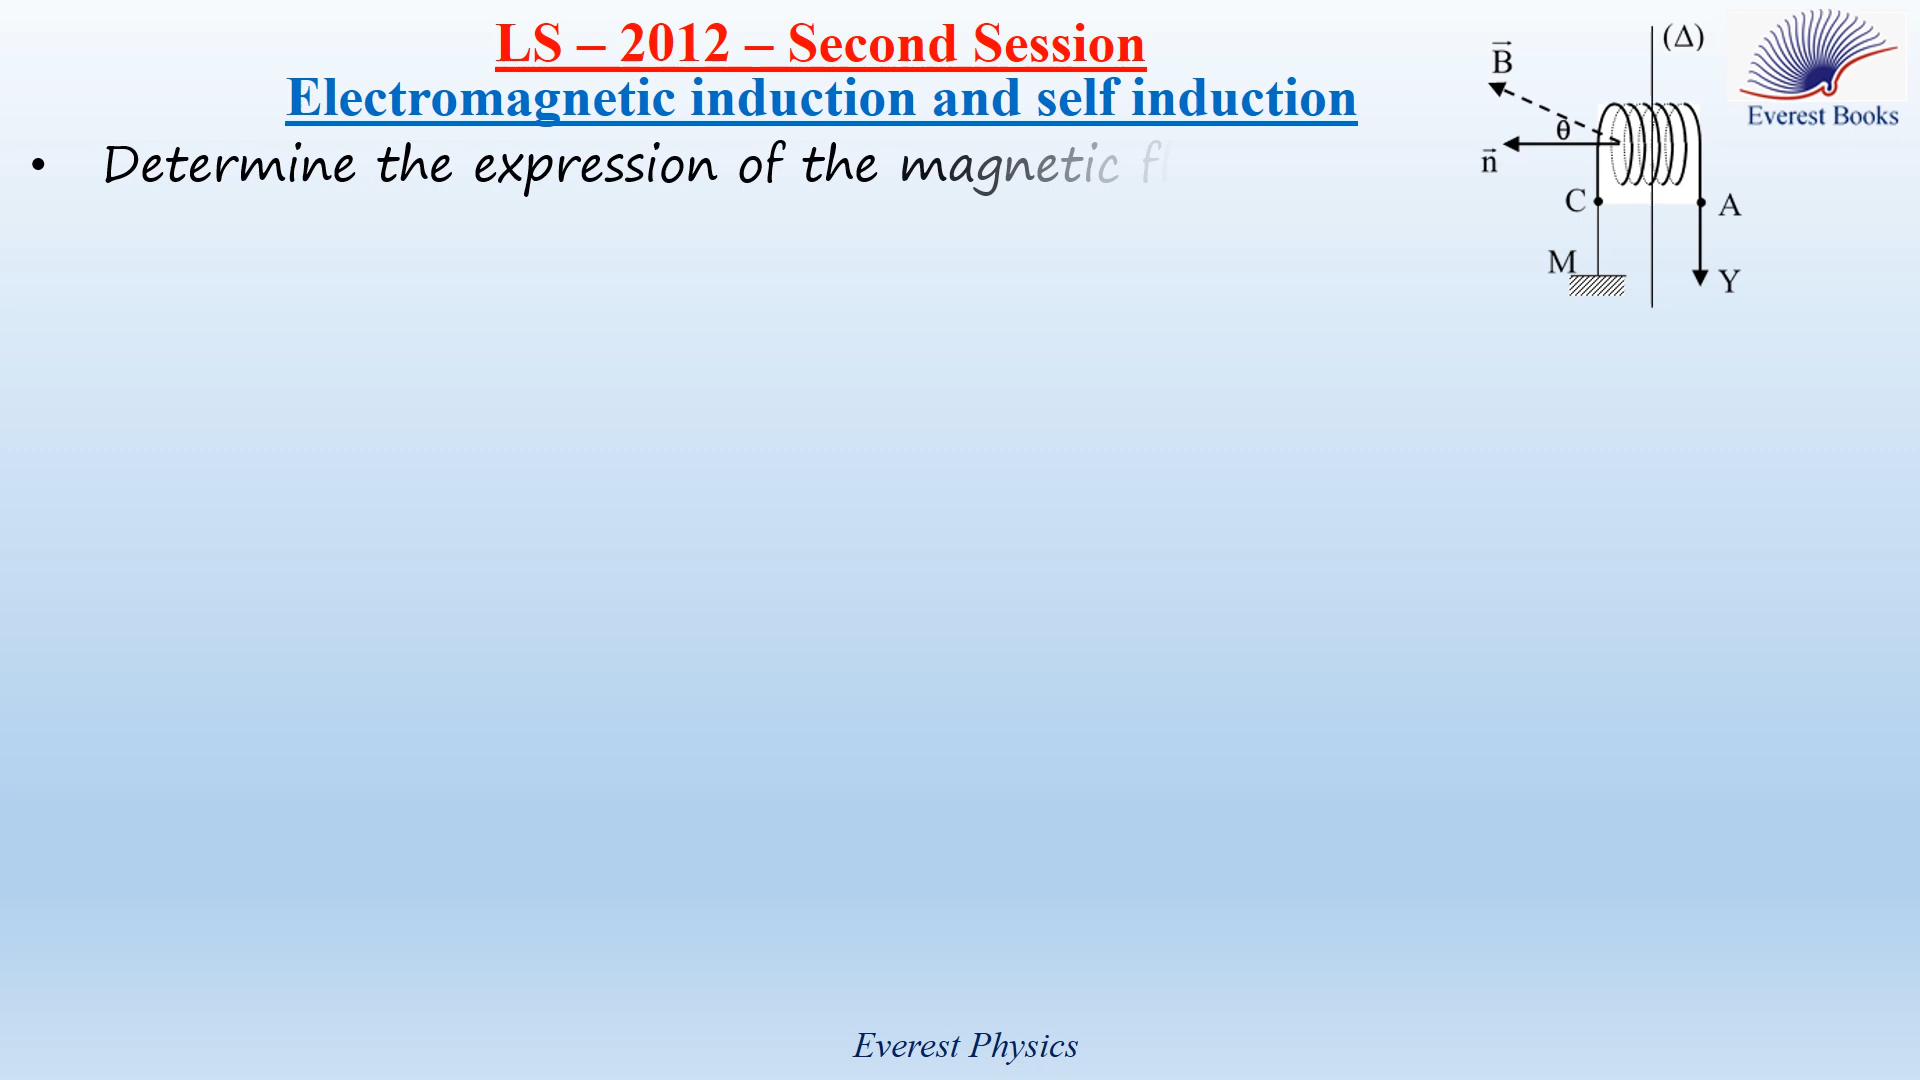 LS – 2012 – Second Session
Electromagnetic induction and self induction
• Determine the expression of the magnetic
(Δ)
B
θ
n
C
A
M
Y
Everest Books
Everest Physics